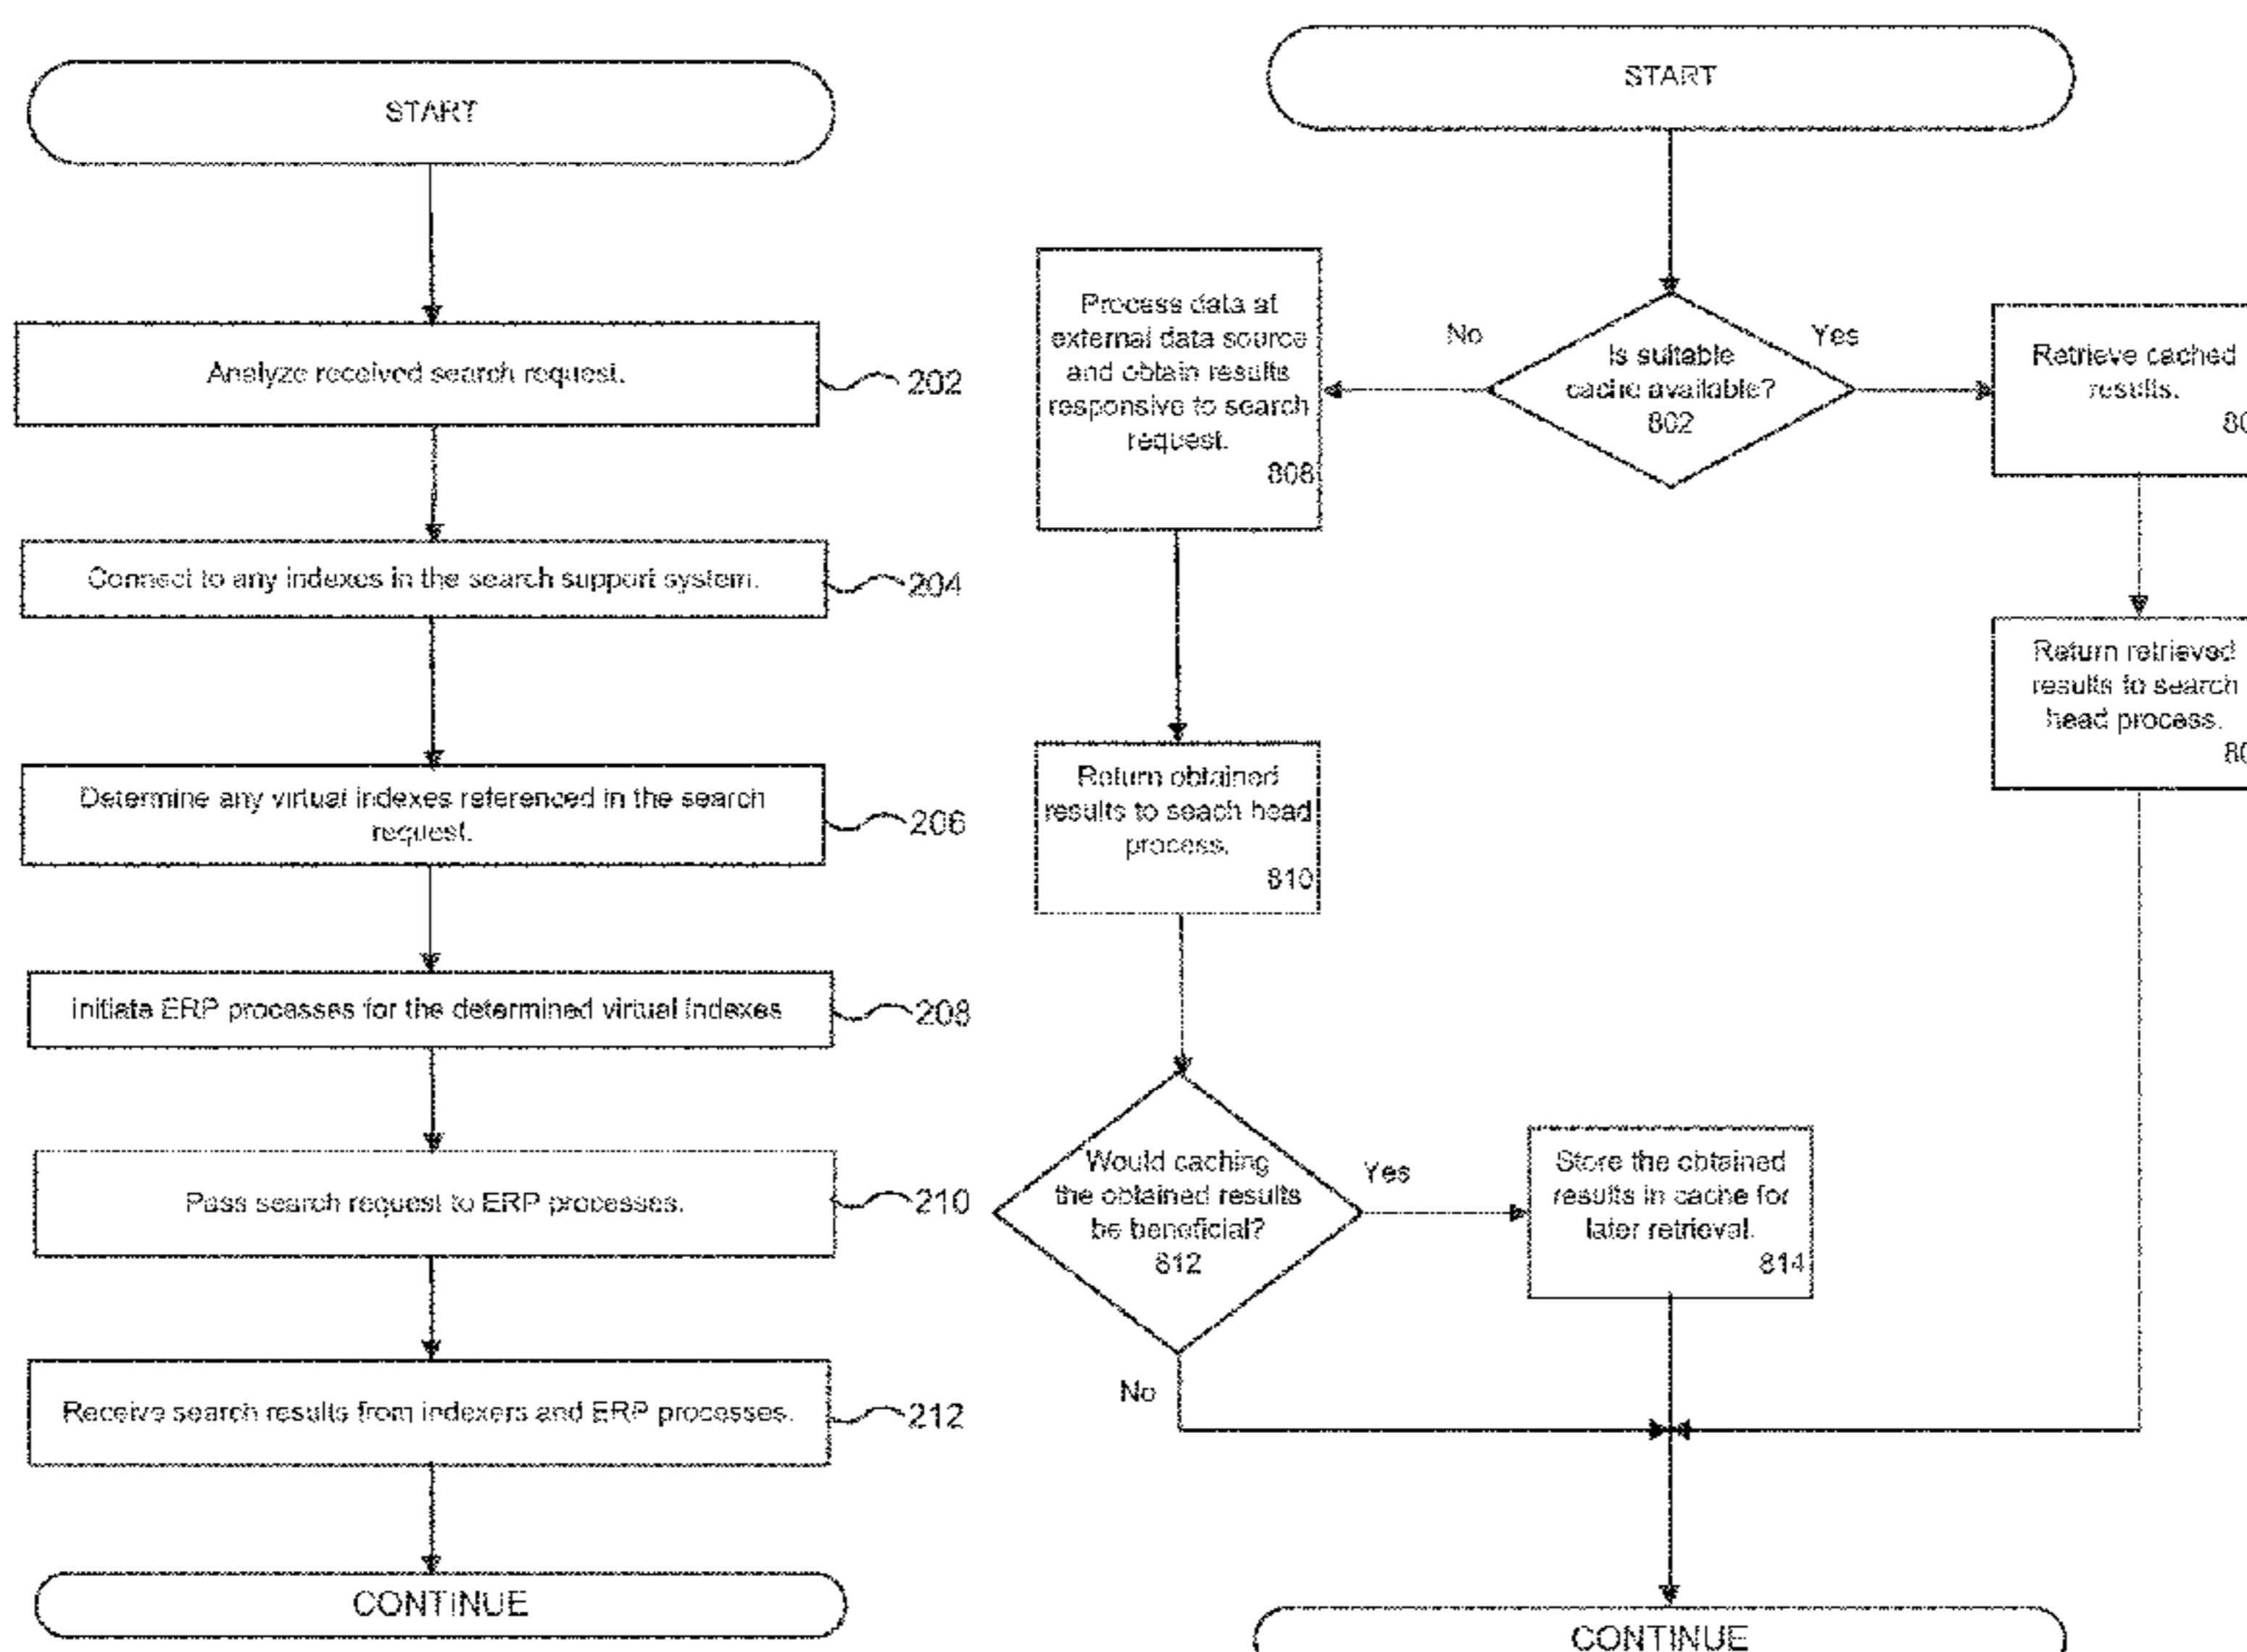 START
Analyze received search request.
202
Connect to any indexes in the search support system.
204
Determine any virtual indexes referenced in the search
request.
206
Initiate ERP processes for the determined virtual indexes
208
Pass search request to ERP processes.
210
Receive search results from indexers and ERP processes.
212
CONTINUE
START
Is suitable
cache available?
802
No
Yes
Process data at
external data source
and obtain results
responsive to search
request.
808
Retrieve cached
results.
Return retrieved
results to search
head process.
Return obtained
results to seach head
process.
810
Would caching
the obtained results
be beneficial?
812
Yes
No
Store the obtained
results in cache for
later retrieval.
814
CONTINUE